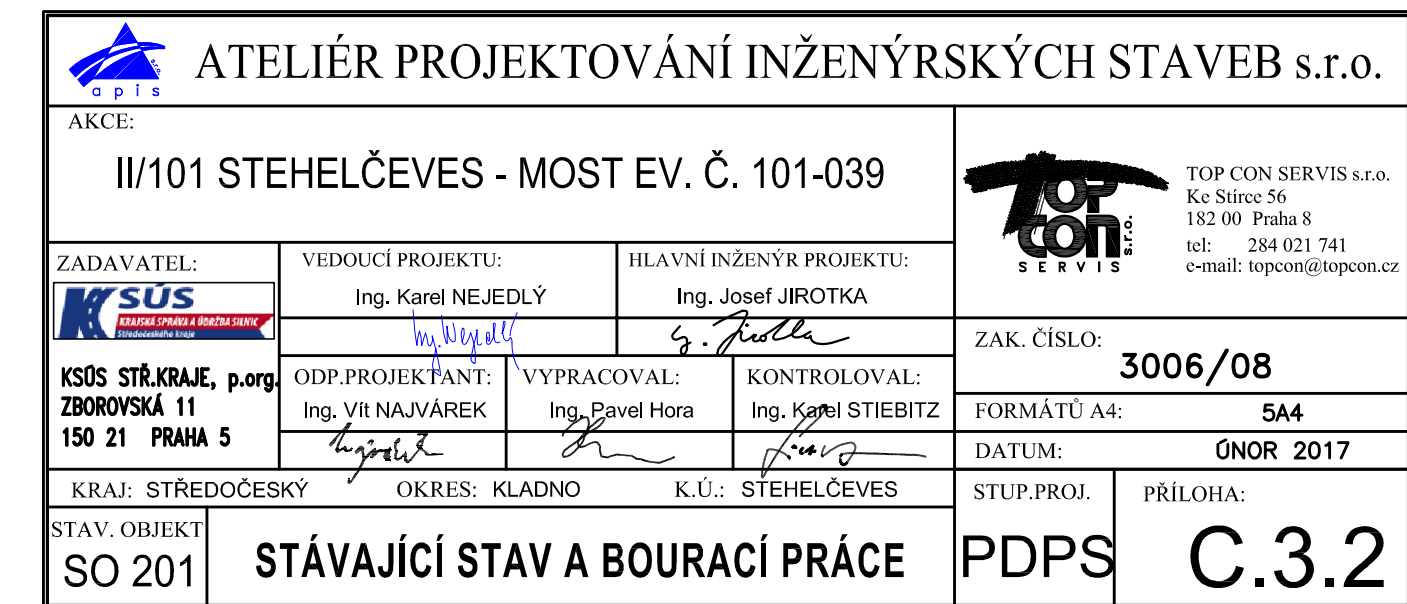 apis s.r.o.
ATELIÉR PROJEKTOVÁNÍ INŽENÝRSKÝCH STAVEB s.r.o.
AKCE:
II/101 STEHELČEVES - MOST EV. Č. 101-039
TOP CON SERVIS s.r.o.
TOP CON SERVIS s.r.o.
Ke Stírce 56
182 00 Praha 8
tel: 284 021 741
e-mail: topcon@topcon.cz
ZADAVATEL:
KSÚS
KRAJSKÁ SPRÁVA A ÚDRŽBA SILNIC
Středočeského kraje
KSÚS STŘ.KRAJE, p.org.
ZBOROVSKÁ 11
150 21 PRAHA 5
VEDOUCÍ PROJEKTU:
Ing. Karel NEJEDLÝ
Ing. Nejedlý
HLAVNÍ INŽENÝR PROJEKTU:
Ing. Josef JIROTKA
ODP.PROJEKTANT:
Ing. Vít NAJVÁREK
VYPRACOVAL:
Ing. Pavel Hora
KONTROLOVAL:
Ing. Karel STIEBITZ
ZAK. ČÍSLO:
3006/08
FORMÁTŮ A4: 5A4
DATUM: ÚNOR 2017
KRAJ: STŘEDOČESKÝ OKRES: KLADNO K.Ú.: STEHELČEVES
STAV. OBJEKT
SO 201
STÁVAJÍCÍ STAV A BOURACÍ PRÁCE
STUP.PROJ.
PDPS
PŘÍLOHA:
C.3.2